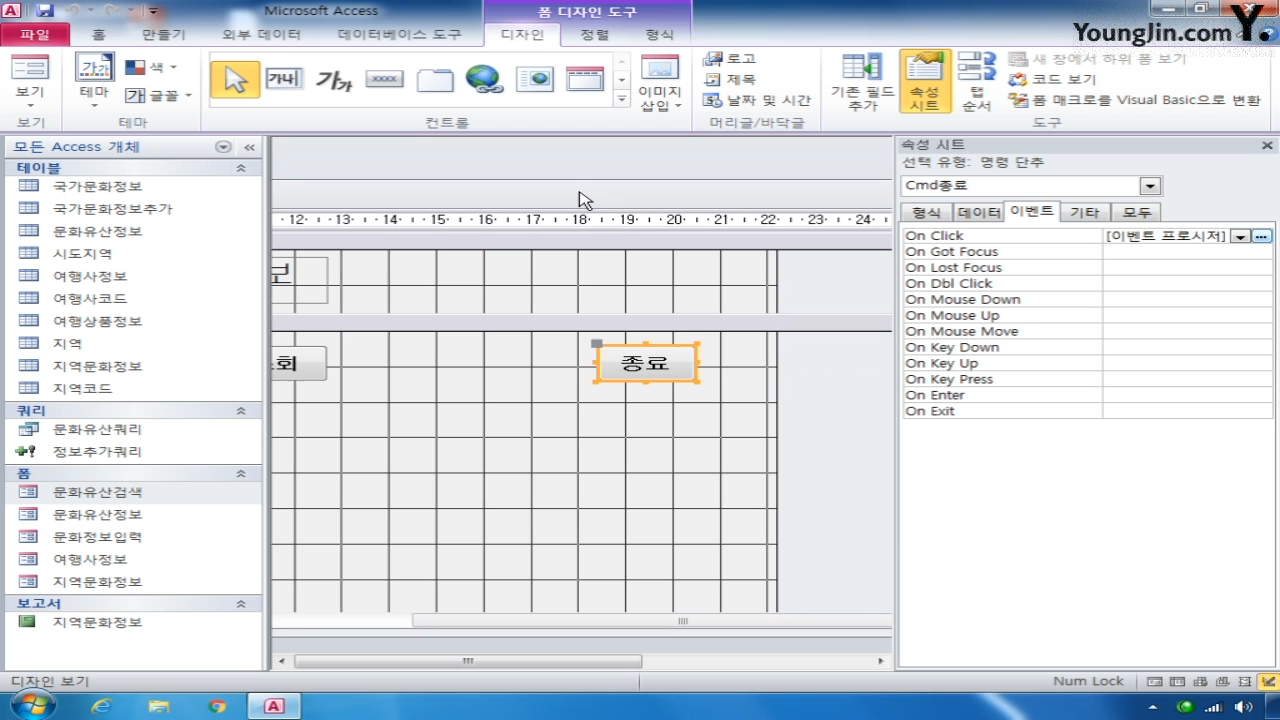 Microsoft Access
폼 디자인 도구
파일 홈 만들기 외부 데이터 데이터베이스 도구 디자인 정렬 형식
YoungJin.com Y.
보기
보기
가가
테마
색
가 글꼴
테마
가나
가가
xxxx
컨트롤
이미지
삽입
로고
제목
날짜 및 시간
머리글/바닥글
기존 필드
추가
속성
시트
탭
순서
새 창에서 하위 폼 보기
코드 보기
폼 매크로를 Visual Basic으로 변환
도구
모든 Access 개체
테이블
국가문화정보
국가문화정보추가
문화유산정보
시도지역
여행사정보
여행사코드
여행상품정보
지역
지역문화정보
지역코드
쿼리
문화유산쿼리
정보추가쿼리
폼
문화유산검색
문화유산정보
문화정보입력
여행사정보
지역문화정보
보고서
지역문화정보
12 13 14 15 16 17 18 19 20 21 22 23 24
보
회
종료
속성 시트
선택 유형: 명령 단추
Cmd종료
형식 데이터 이벤트 기타 모두
On Click [이벤트 프로시저]
On Got Focus
On Lost Focus
On Dbl Click
On Mouse Down
On Mouse Up
On Mouse Move
On Key Down
On Key Up
On Key Press
On Enter
On Exit
디자인 보기
Num Lock